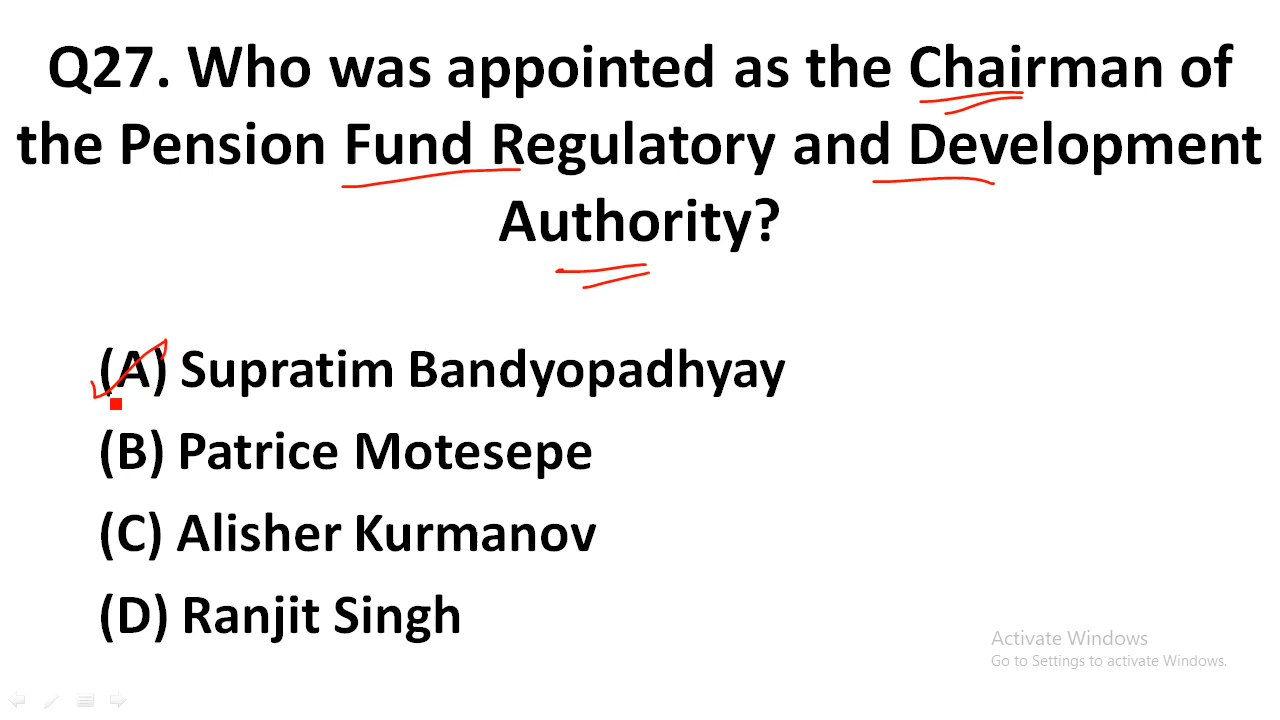 Q27. Who was appointed as the Chairman of
the Pension Fund Regulatory and Development
Authority?
(A) Supratim Bandyopadhyay
(B) Patrice Motesepe
(C) Alisher Kurmanov
(D) Ranjit Singh
Activate Windows
Go to Settings to activate Windows.